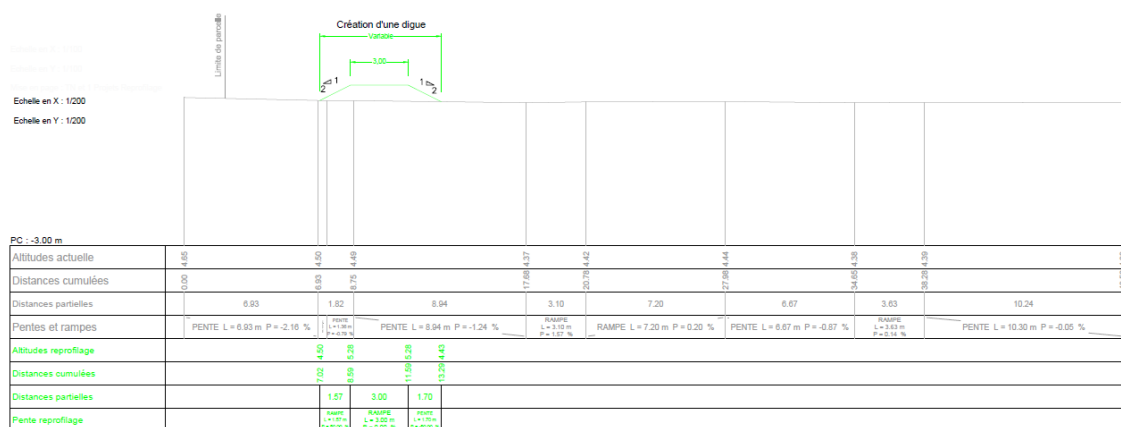 Création d'une digue
Variable
3.00
Limite de parcelle
2 1
1 2
Echelle en X : 1/200
Echelle en Y : 1/200
PC : -3.00 m
Altitudes actuelle 4.65 4.50 4.49 4.37 4.42 4.44 4.38 4.39
Distances cumulées 0.00 6.93 8.75 17.68 20.78 27.98 34.65 38.28
Distances partielles 6.93 1.82 8.94 3.10 7.20 6.67 3.63 10.24
Pentes et rampes PENTE L = 6.93 m P = -2.16 % PENTE PENTE L = 8.94 m P = -1.24 % RAMPE L = 3.10 m P = 1.57 % RAMPE L = 7.20 m P = 0.20 % PENTE L = 6.67 m P = -0.87 % RAMPE L = 3.63 m P = 0.14 % PENTE L = 10.30 m P = -0.05 %
Altitudes reprofilage 4.50 5.28 5.28 4.43
Distances cumulées 7.02 8.59 11.59 13.29
Distances partielles 1.57 3.00 1.70
Pente reprofilage RAMPE RAMPE L = 3.00 m PENTE